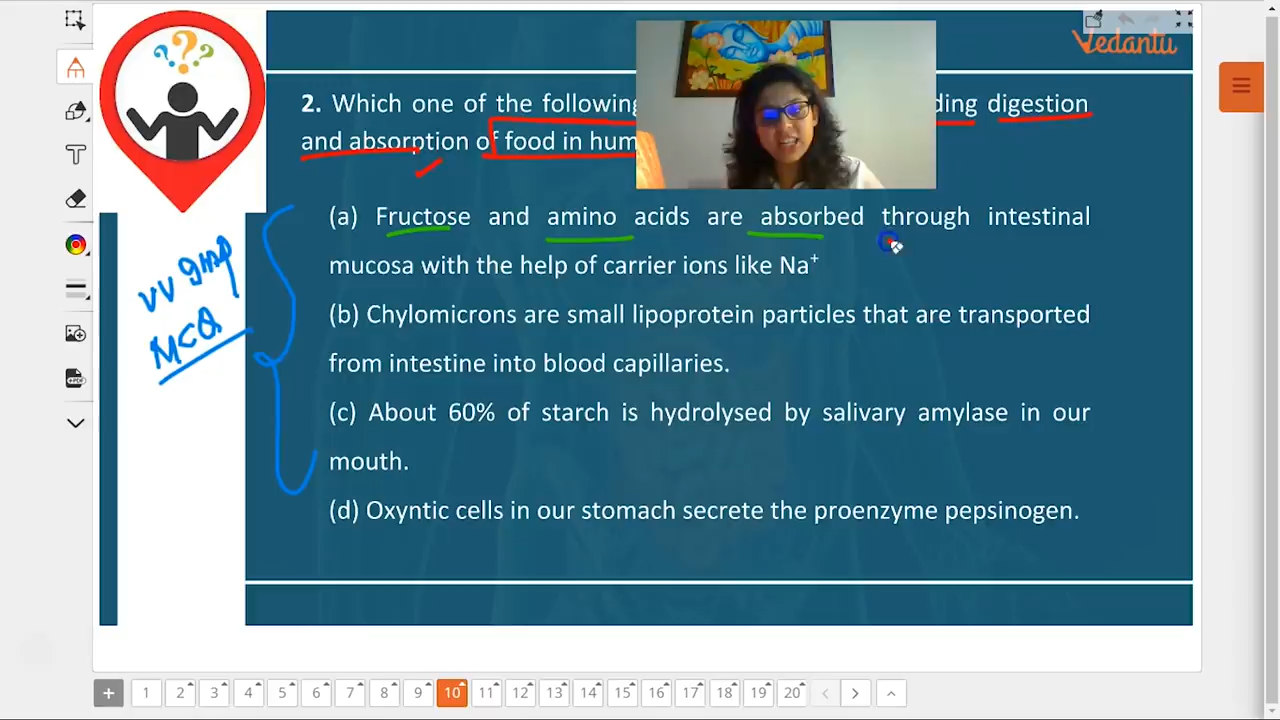 Vedantu
2. Which one of the following ding digestion
and absorption of food in hum
(a) Fructose and amino acids are absorbed through intestinal
mucosa with the help of carrier ions like Na⁺
(b) Chylomicrons are small lipoprotein particles that are transported
from intestine into blood capillaries.
(c) About 60% of starch is hydrolysed by salivary amylase in our
mouth.
(d) Oxyntic cells in our stomach secrete the proenzyme pepsinogen.
vv Imp
MCQ
1 2 3 4 5 6 7 8 9 10 11 12 13 14 15 16 17 18 19 20